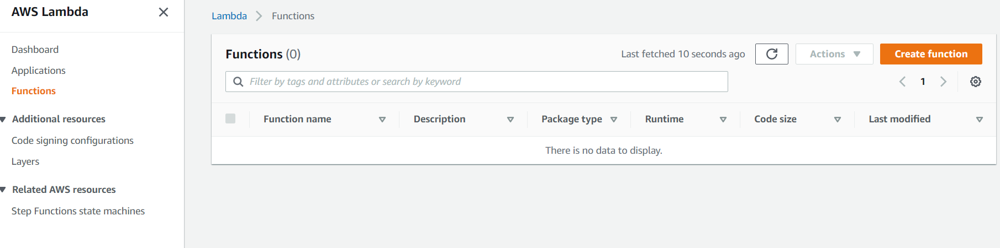 AWS Lambda
Dashboard
Applications
Functions
Additional resources
Code signing configurations
Layers
Related AWS resources
Step Functions state machines
Lambda Functions
Functions (0)
Last fetched 10 seconds ago
Actions
Create function
Filter by tags and attributes or search by keyword
1
Function name Description Package type Runtime Code size Last modified
There is no data to display.